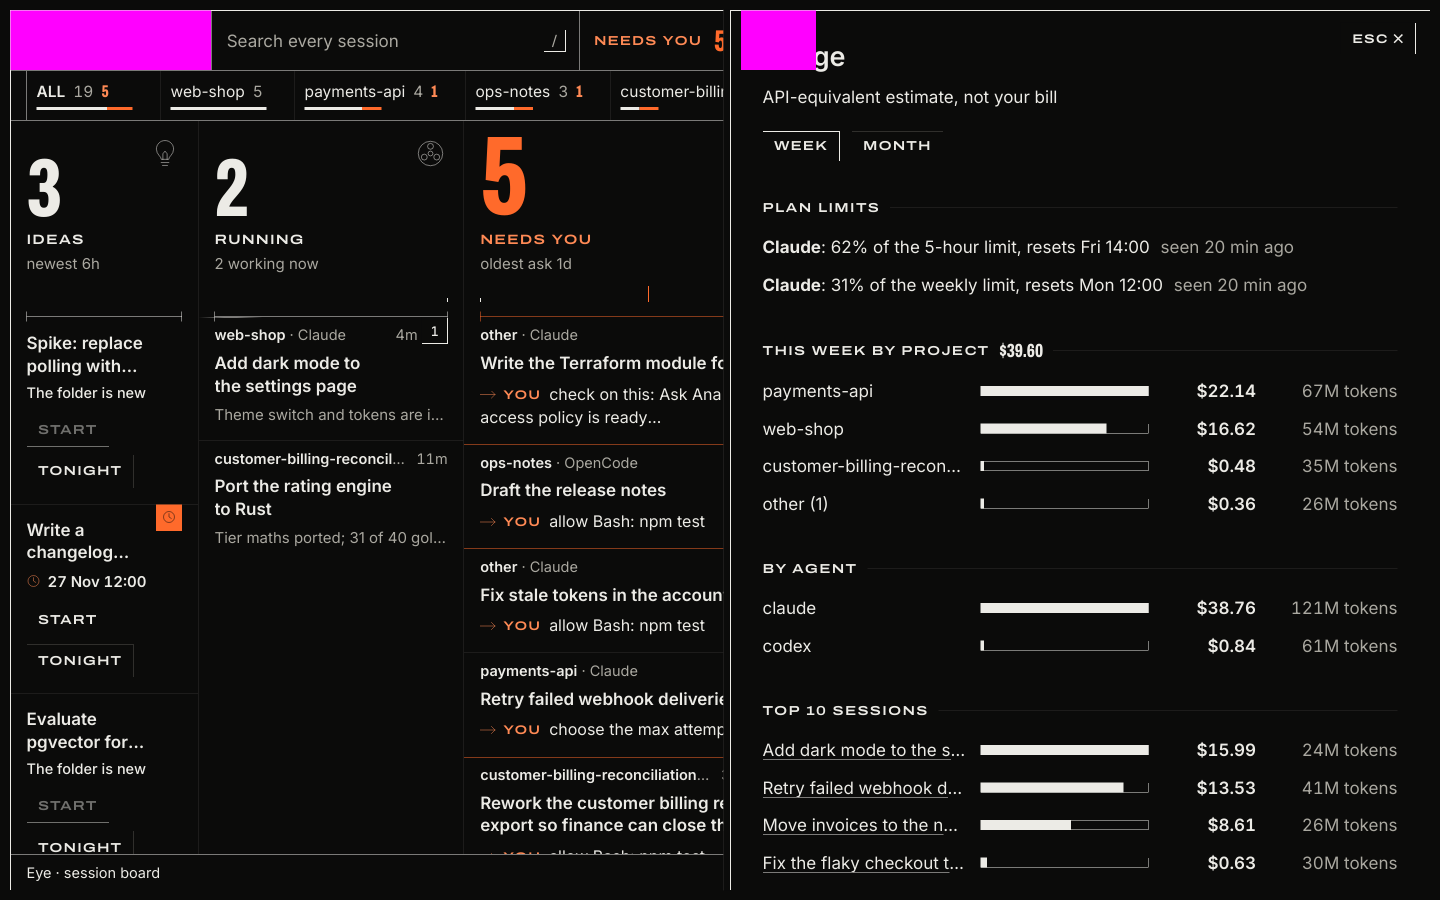 Search every session
/
NEEDS YOU 5
ALL 19 5
web-shop 5
payments-api 4 1
ops-notes 3 1
customer-billin
3
IDEAS
newest 6h
Spike: replace
polling with...
The folder is new
START
TONIGHT
Write a
changelog...
27 Nov 12:00
START
TONIGHT
Evaluate
pgvector for...
The folder is new
START
TONIGHT
2
RUNNING
2 working now
web-shop · Claude 4m 1
Add dark mode to
the settings page
Theme switch and tokens are i...
customer-billing-reconcil... 11m
Port the rating engine
to Rust
Tier maths ported; 31 of 40 gol...
5
NEEDS YOU
oldest ask 1d
other · Claude
Write the Terraform module fo
→ YOU check on this: Ask Ana
access policy is ready...
ops-notes · OpenCode
Draft the release notes
→ YOU allow Bash: npm test
other · Claude
Fix stale tokens in the accoun
→ YOU allow Bash: npm test
payments-api · Claude
Retry failed webhook deliverie
→ YOU choose the max attemp
customer-billing-reconciliation...
Rework the customer billing re
export so finance can close th
→ YOU allow Bash: npm test
Eye · session board
ge
ESC ×
API-equivalent estimate, not your bill
WEEK MONTH
PLAN LIMITS
Claude: 62% of the 5-hour limit, resets Fri 14:00 seen 20 min ago
Claude: 31% of the weekly limit, resets Mon 12:00 seen 20 min ago
THIS WEEK BY PROJECT $39.60
payments-api $22.14 67M tokens
web-shop $16.62 54M tokens
customer-billing-recon... $0.48 35M tokens
other (1) $0.36 26M tokens
BY AGENT
claude $38.76 121M tokens
codex $0.84 61M tokens
TOP 10 SESSIONS
Add dark mode to the s... $15.99 24M tokens
Retry failed webhook d... $13.53 41M tokens
Move invoices to the n... $8.61 26M tokens
Fix the flaky checkout t... $0.63 30M tokens